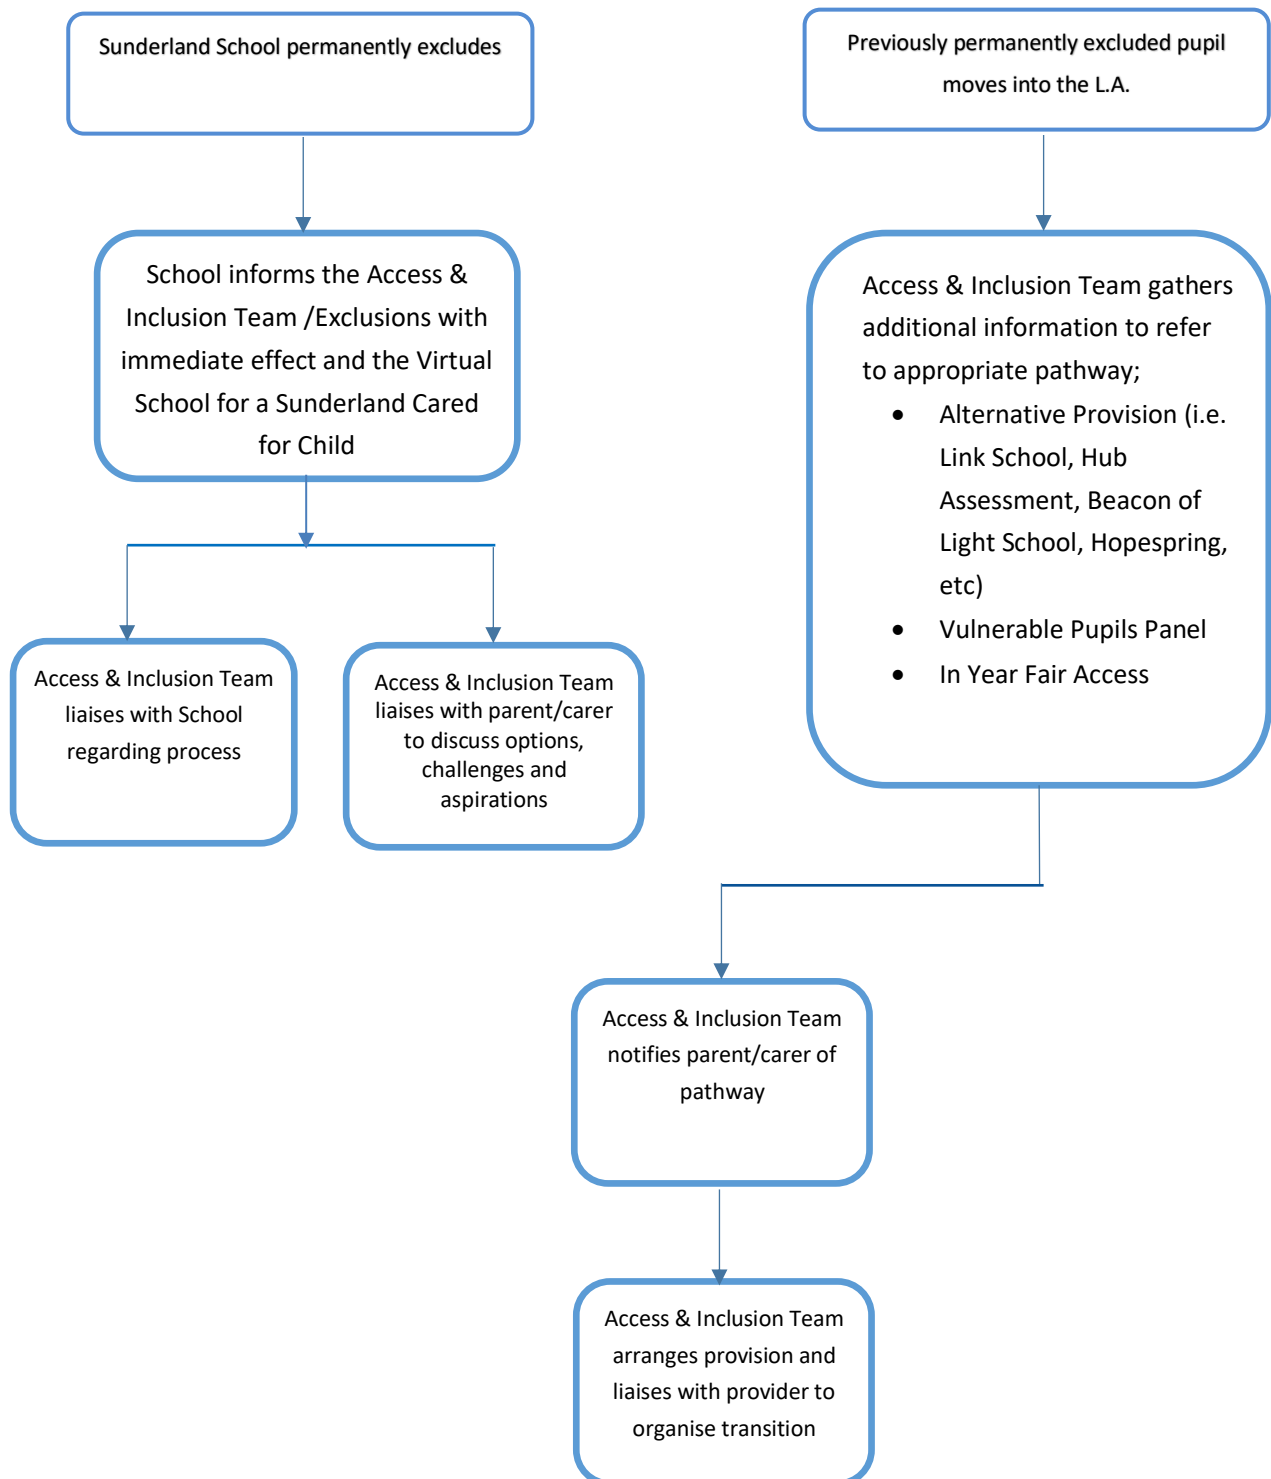 Sunderland School permanently excludes
Previously permanently excluded pupil
moves into the L.A.
School informs the Access &
Inclusion Team /Exclusions with
immediate effect and the Virtual
School for a Sunderland Cared
for Child
Access & Inclusion Team gathers
additional information to refer
to appropriate pathway;
• Alternative Provision (i.e.
Link School, Hub
Assessment, Beacon of
Light School, Hopespring,
etc)
• Vulnerable Pupils Panel
• In Year Fair Access
Access & Inclusion Team
liaises with School
regarding process
Access & Inclusion Team
liaises with parent/carer
to discuss options,
challenges and
aspirations
Access & Inclusion Team
notifies parent/carer of
pathway
Access & Inclusion Team
arranges provision and
liaises with provider to
organise transition